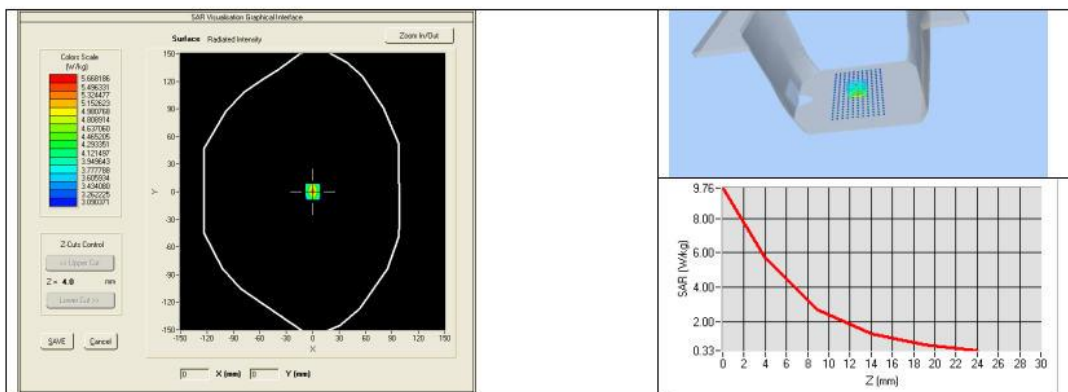 SAR Visualisation Graphical Interface
Colors Scale
(W/kg)
5.668186
5.496331
5.324477
5.152623
4.980768
4.808914
4.637060
4.465205
4.293351
4.121497
3.949643
3.777788
3.605934
3.434080
3.262225
3.090371
Z-Cuts Control
<< Upper Cut
Z = 4.0 mm
Lower Cut >>
SAVE Cancel
Surface Radiated Intensity
Zoom In/Out
150
120
90
60
30
0
-30
-60
-90
-120
-150
-150 -120 -90 -60 -30 0 30 60 90 120 150
Y
X
0 X (mm) 0 Y (mm)
9.76
8.00
6.00
4.00
2.00
0.33
SAR (W/kg)
0 2 4 6 8 10 12 14 16 18 20 22 24 26 28 30
Z (mm)